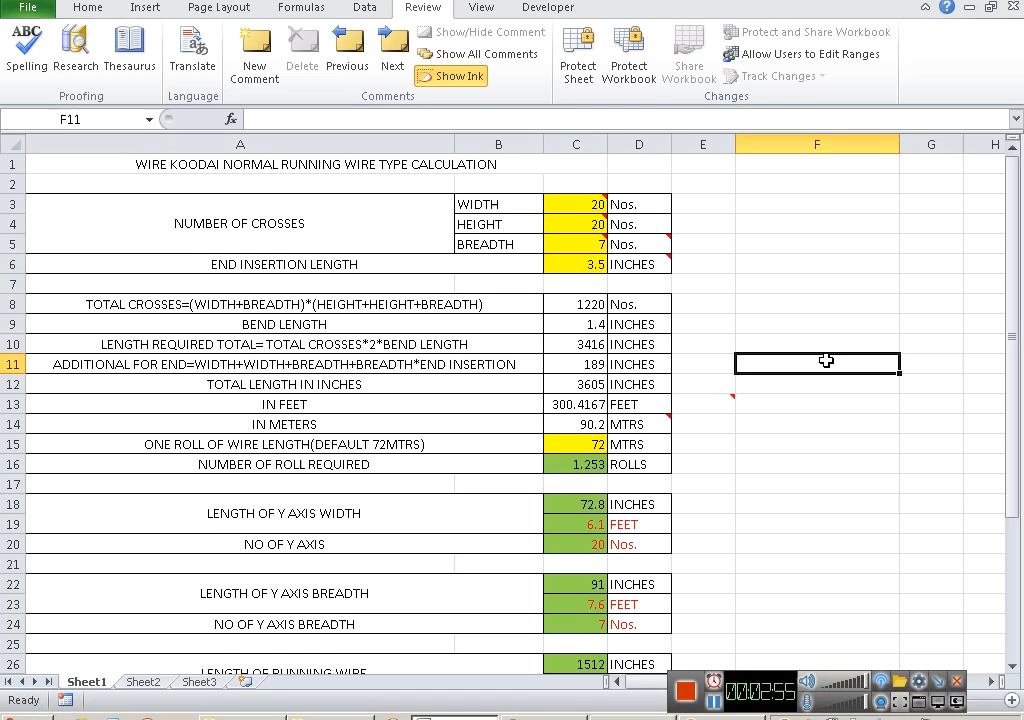 File Home Insert Page Layout Formulas Data Review View Developer
ABC
Spelling Research Thesaurus
Translate
New Comment
Delete Previous Next
Show/Hide Comment
Show All Comments
Show Ink
Protect Sheet
Protect Workbook
Share Workbook
Protect and Share Workbook
Allow Users to Edit Ranges
Track Changes
Proofing Language Comments Changes
F11 fx
A B C D E F G H
1 WIRE KOODAI NORMAL RUNNING WIRE TYPE CALCULATION
2
3 WIDTH 20 Nos.
NUMBER OF CROSSES
4 HEIGHT 20 Nos.
5 BREADTH 7 Nos.
6 END INSERTION LENGTH 3.5 INCHES
7
8 TOTAL CROSSES=(WIDTH+BREADTH)*(HEIGHT+HEIGHT+BREADTH) 1220 Nos.
9 BEND LENGTH 1.4 INCHES
10 LENGTH REQUIRED TOTAL= TOTAL CROSSES*2*BEND LENGTH 3416 INCHES
11 ADDITIONAL FOR END=WIDTH+WIDTH+BREADTH+BREADTH*END INSERTION 189 INCHES
12 TOTAL LENGTH IN INCHES 3605 INCHES
13 IN FEET 300.4167 FEET
14 IN METERS 90.2 MTRS
15 ONE ROLL OF WIRE LENGTH(DEFAULT 72MTRS) 72 MTRS
16 NUMBER OF ROLL REQUIRED 1.253 ROLLS
17
18 72.8 INCHES
LENGTH OF Y AXIS WIDTH
19 6.1 FEET
20 NO OF Y AXIS 20 Nos.
21
22 91 INCHES
LENGTH OF Y AXIS BREADTH
23 7.6 FEET
24 NO OF Y AXIS BREADTH 7 Nos.
25
26 1512 INCHES
LENGTH OF RUNNING WIRE
Sheet1 Sheet2 Sheet3
Ready
00:02:55